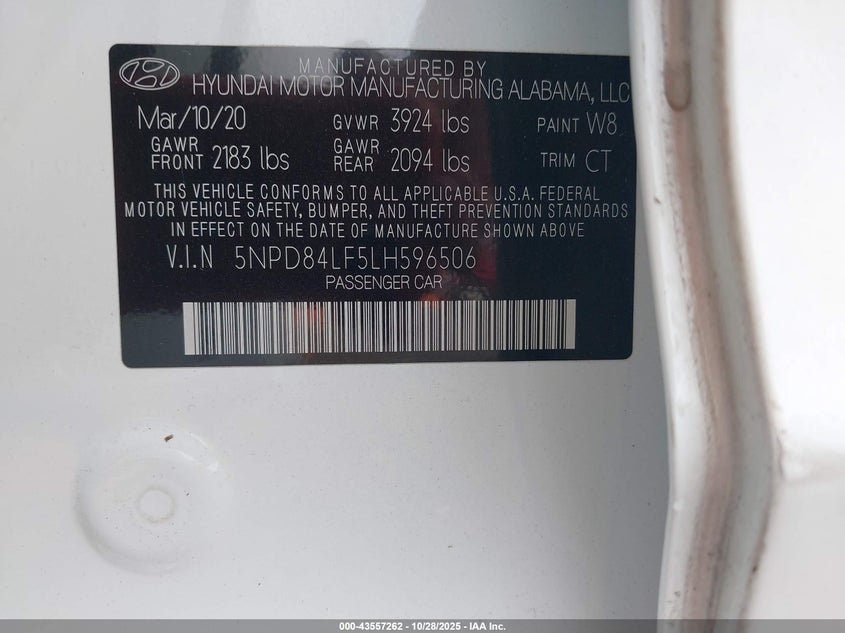 MANUFACTURED BY
HYUNDAI MOTOR MANUFACTURING ALABAMA, LLC
Mar/10/20 GVWR 3924 lbs PAINT W8
GAWR FRONT 2183 lbs GAWR REAR 2094 lbs TRIM CT
THIS VEHICLE CONFORMS TO ALL APPLICABLE U.S.A. FEDERAL
MOTOR VEHICLE SAFETY, BUMPER, AND THEFT PREVENTION STANDARDS
IN EFFECT ON THE DATE OF MANUFACTURE SHOWN ABOVE
V.I.N 5NPD84LF5LH596506
PASSENGER CAR
000-43557262 - 10/28/2025 - IAA Inc.